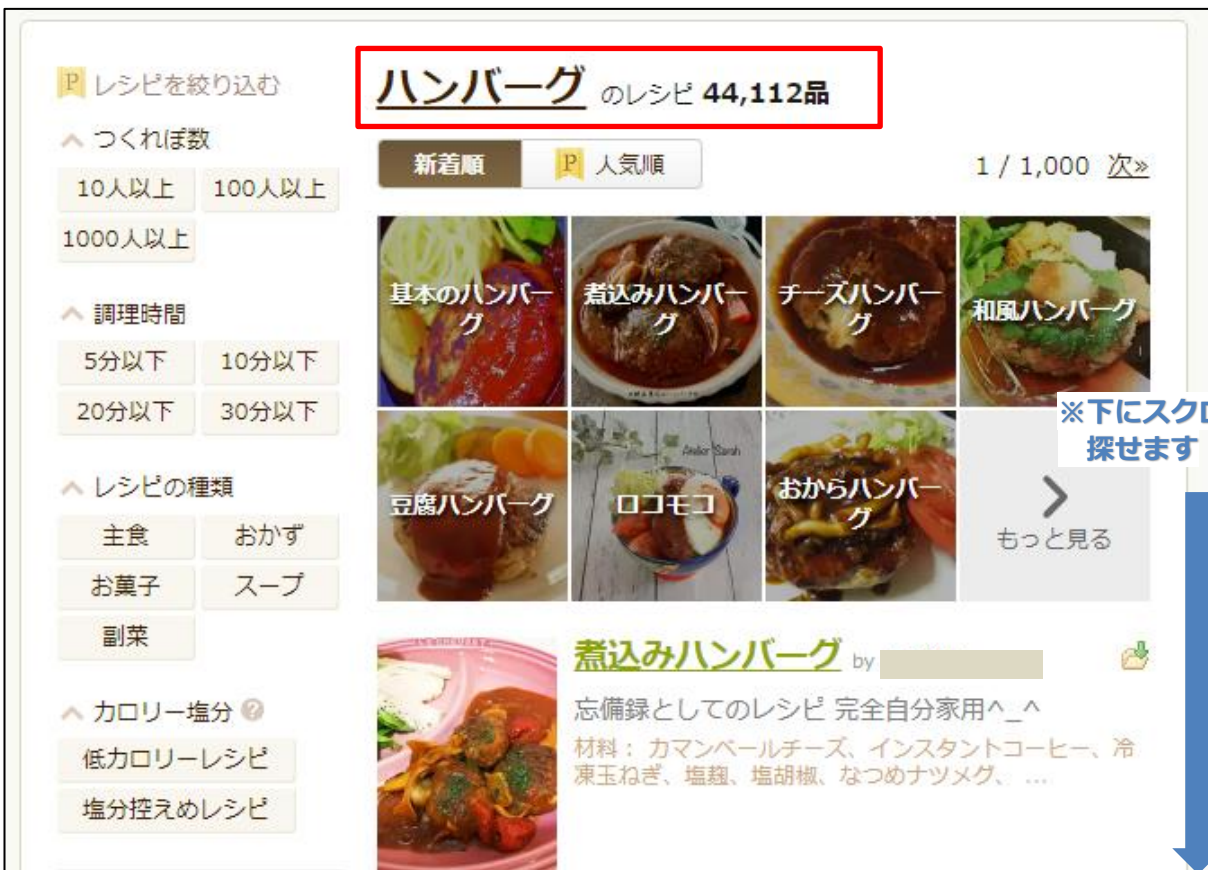 P レシピを絞り込む
つくれぽ数
10人以上 100人以上
1000人以上
調理時間
5分以下 10分以下
20分以下 30分以下
レシピの種類
主食 おかず
お菓子 スープ
副菜
カロリー塩分 ?
低カロリーレシピ
塩分控えめレシピ
ハンバーグ のレシピ 44,112品
新着順 P 人気順 1 / 1,000 次»
基本のハンバー
グ
煮込みハンバー
グ
チーズハンバー
グ
和風ハンバーグ
※下にスクロ
探せます
豆腐ハンバーグ
Atelier Sarah
ロコモコ
おからハンバー
グ
もっと見る
煮込みハンバーグ by
忘備録としてのレシピ 完全自分家用^_^
材料： カマンベールチーズ、インスタントコーヒー、冷
凍玉ねぎ、塩麹、塩胡椒、なつめナツメグ、 …